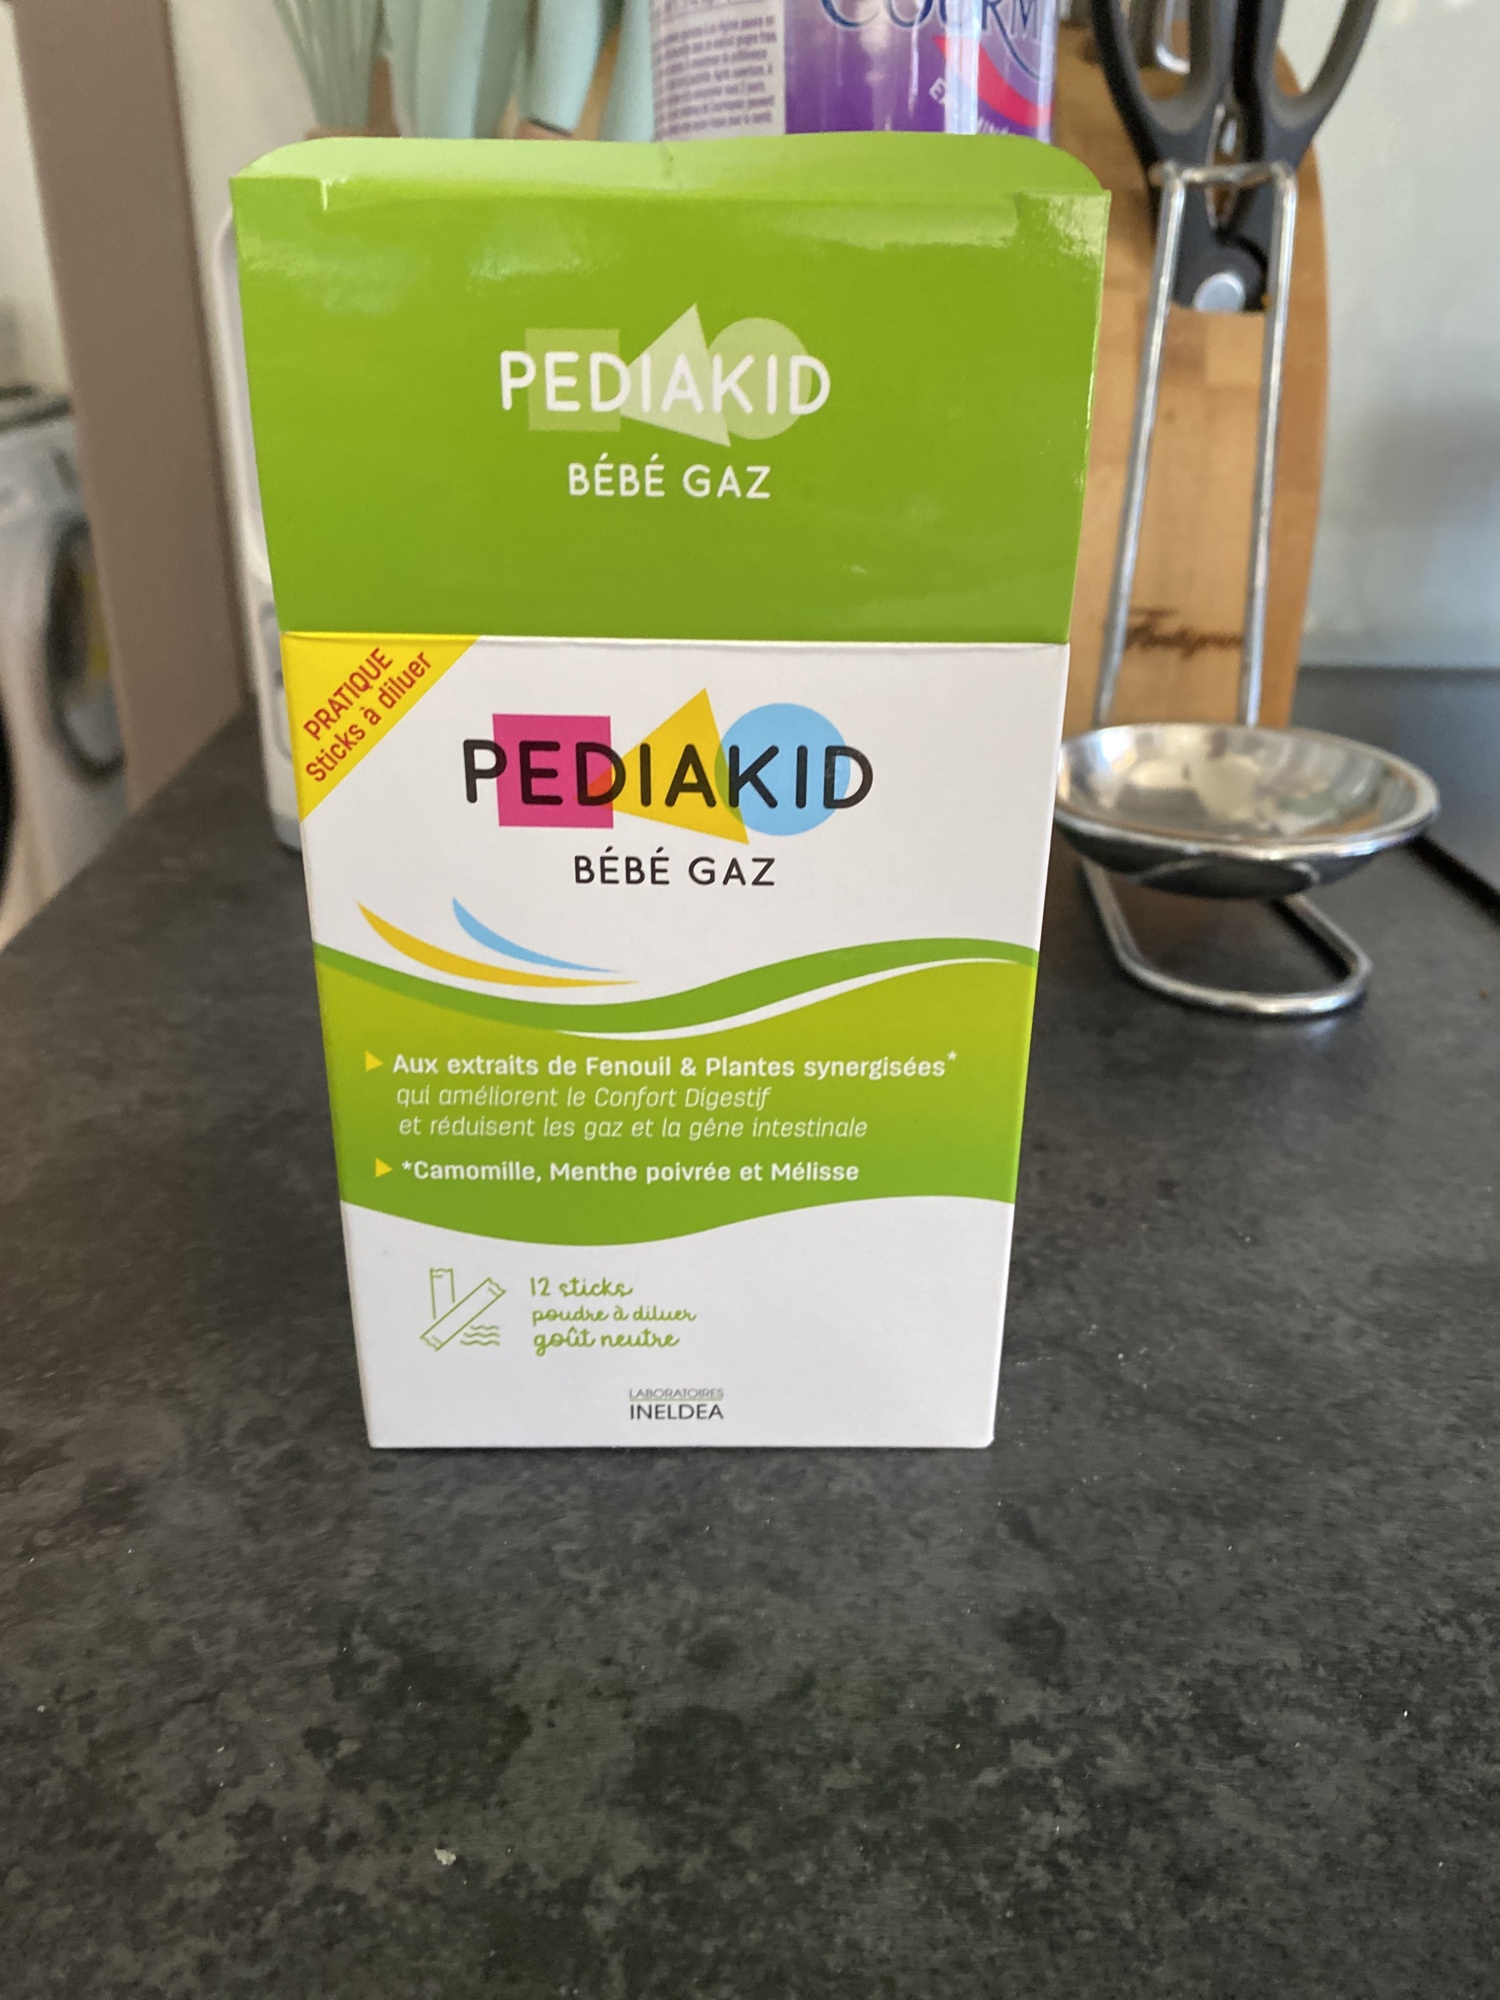 PEDIAKID
BÉBÉ GAZ
PRATIQUE
Sticks à diluer
PEDIAKID
BÉBÉ GAZ
Aux extraits de Fenouil & Plantes synergisées*
qui améliorent le Confort Digestif
et réduisent les gaz et la gêne intestinale
*Camomille, Menthe poivrée et Mélisse
12 sticks
poudre à diluer
goût neutre
LABORATOIRES
INELDEA